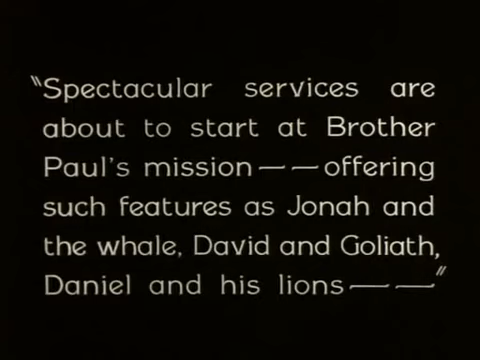 "Spectacular services are
about to start at Brother
Paul's mission — — offering
such features as Jonah and
the whale, David and Goliath,
Daniel and his lions — — "